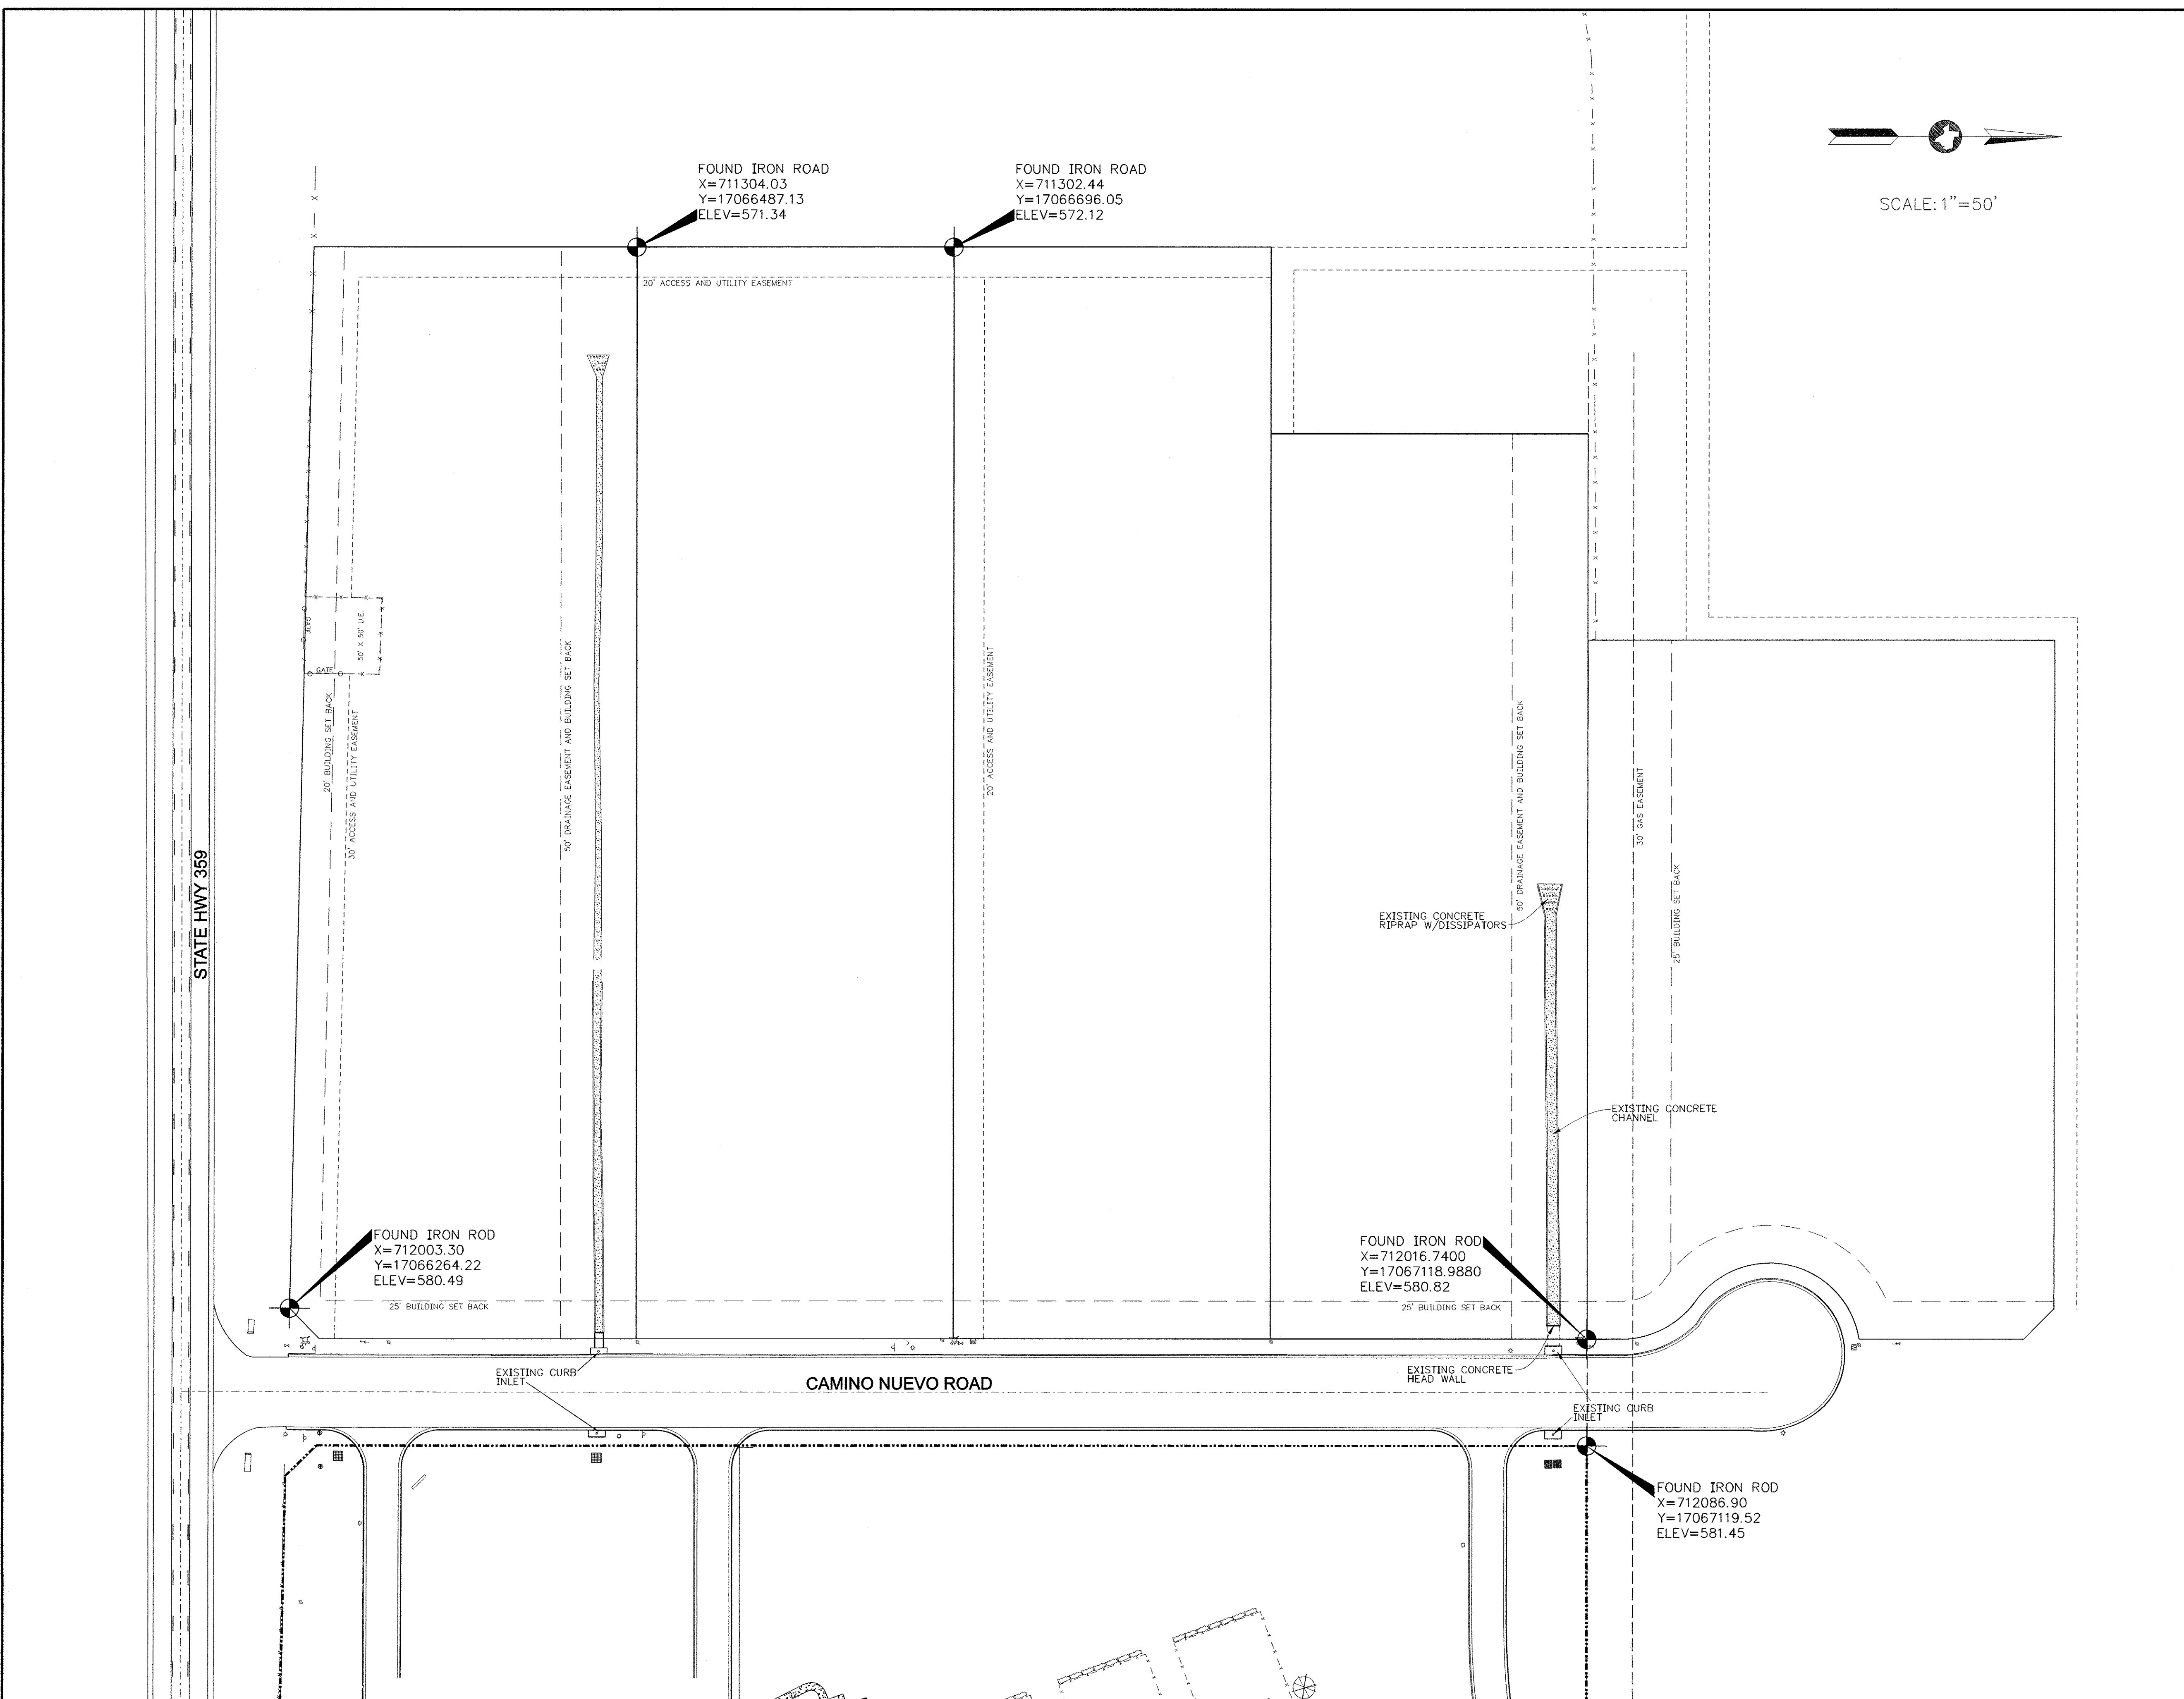 FOUND IRON ROAD
X=711304.03
Y=17066487.13
ELEV=571.34
FOUND IRON ROAD
X=711302.44
Y=17066696.05
ELEV=572.12
SCALE: 1"=50'
20' ACCESS AND UTILITY EASEMENT
GATE
50' X 50' U.E.
GATE
20' BUILDING SET BACK
30' ACCESS AND UTILITY EASEMENT
50' DRAINAGE EASEMENT AND BUILDING SET BACK
20' ACCESS AND UTILITY EASEMENT
50' DRAINAGE EASEMENT AND BUILDING SET BACK
30' GAS EASEMENT
25' BUILDING SET BACK
STATE HWY 359
EXISTING CONCRETE
RIPRAP W/DISSIPATORS
EXISTING CONCRETE
CHANNEL
FOUND IRON ROD
X=712003.30
Y=17066264.22
ELEV=580.49
FOUND IRON ROD
X=712016.7400
Y=17067118.9880
ELEV=580.82
25' BUILDING SET BACK
25' BUILDING SET BACK
EXISTING CURB
INLET
CAMINO NUEVO ROAD
EXISTING CONCRETE
HEAD WALL
EXISTING CURB
INLET
FOUND IRON ROD
X=712086.90
Y=17067119.52
ELEV=581.45